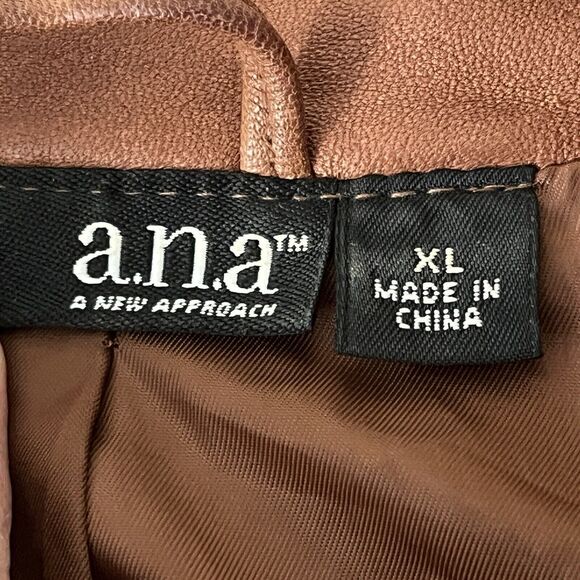 a.n.a™
A NEW APPROACH
XL
MADE IN
CHINA